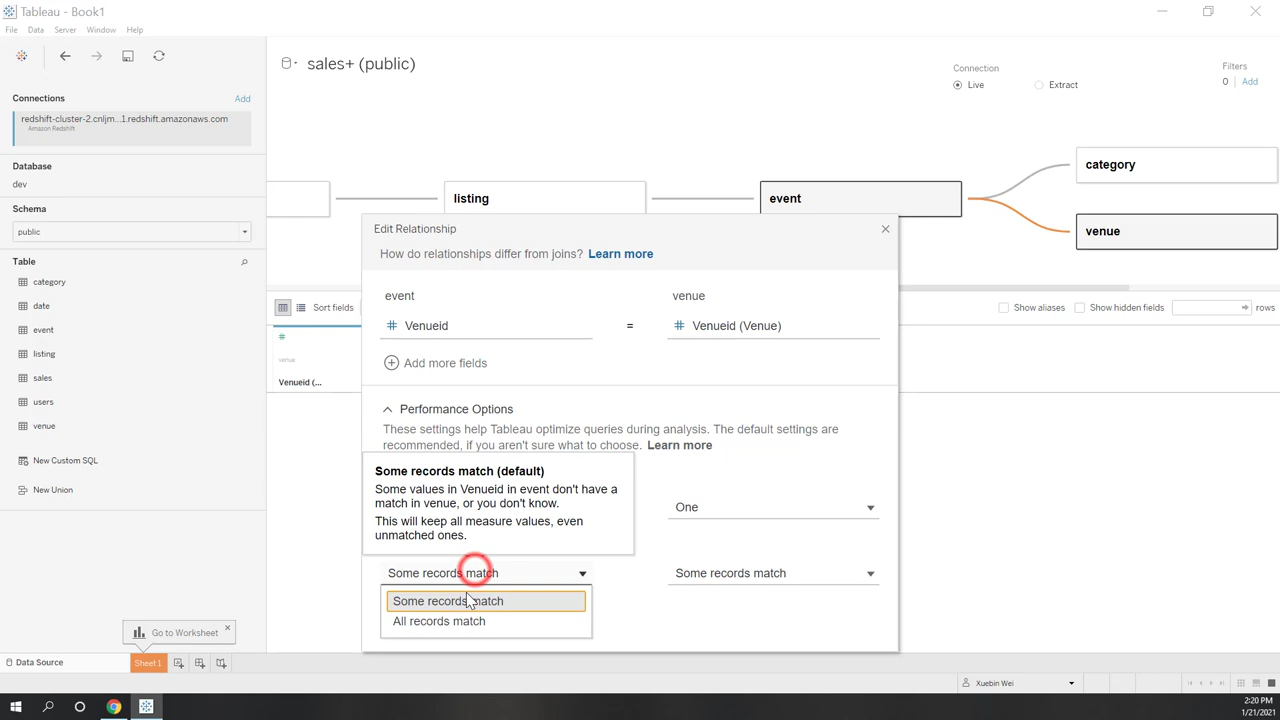 Tableau - Book1
File Data Server Window Help
sales+ (public)
Connection
Live
Extract
Filters
0 Add
Connections
Add
redshift-cluster-2.cnljm...1.redshift.amazonaws.com
Amazon Redshift
Database
dev
Schema
public
Table
category
date
event
listing
sales
users
venue
New Custom SQL
New Union
listing
event
category
venue
Sort fields
Show aliases
Show hidden fields
rows
#
venue
Venueid (...
Edit Relationship
How do relationships differ from joins? Learn more
event
venue
# Venueid
=
# Venueid (Venue)
Add more fields
Performance Options
These settings help Tableau optimize queries during analysis. The default settings are
recommended, if you aren't sure what to choose. Learn more
Some records match (default)
Some values in Venueid in event don't have a
match in venue, or you don't know.
This will keep all measure values, even
unmatched ones.
One
Some records match
Some records match
Some records match
All records match
Go to Worksheet
Data Source
Sheet 1
Xuebin Wei
2:20 PM
1/21/2021